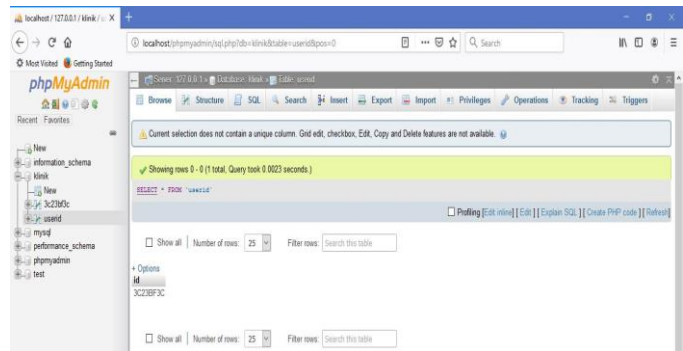 localhost / 127.0.0.1 / klinik /
localhost/phpmyadmin/sql.php?db=klinik&table=userid&pos=0
Search
Most Visited Getting Started
phpMyAdmin
Recent Favorites
New
information_schema
klinik
New
3c23bf3c
userid
mysql
performance_schema
phpmyadmin
test
Server: 127.0.0.1 » Database: klinik » Table: userid
Browse Structure SQL Search Insert Export Import Privileges Operations Tracking Triggers
Current selection does not contain a unique column. Grid edit, checkbox, Edit, Copy and Delete features are not available.
Showing rows 0 - 0 (1 total, Query took 0.0023 seconds.)
SELECT * FROM `userid`
Profiling [Edit inline] [ Edit ] [ Explain SQL ] [ Create PHP code ] [ Refresh]
Show all Number of rows: 25 Filter rows: Search this table
+ Options
id
3C23BF3C
Show all Number of rows: 25 Filter rows: Search this table